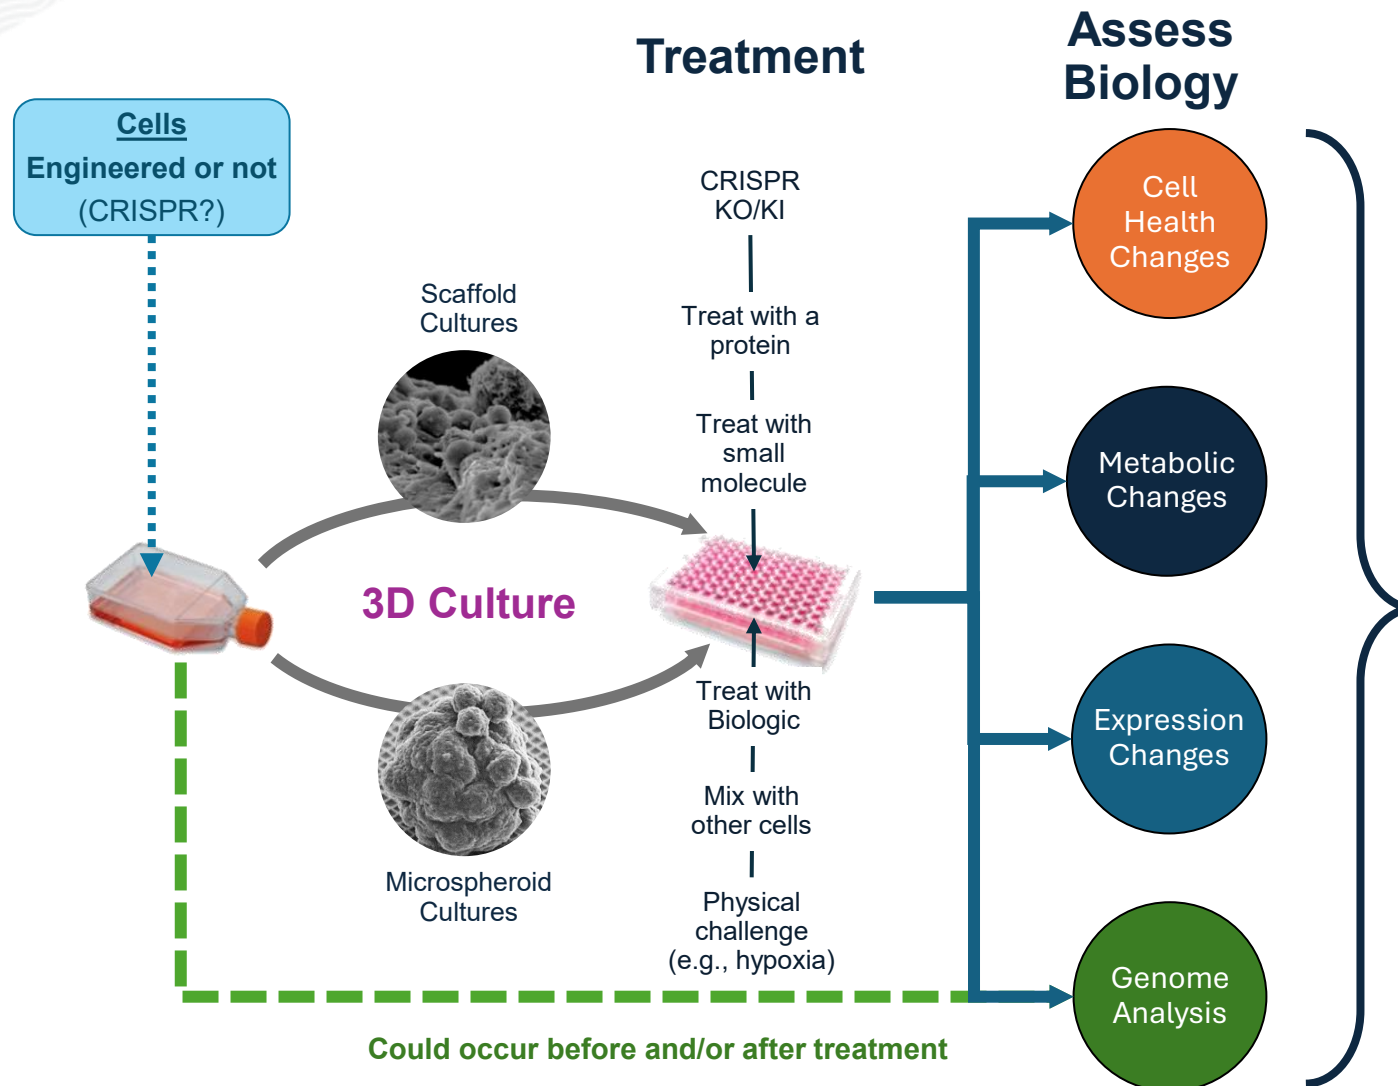 Treatment
Assess
Biology
Cells
Engineered or not
(CRISPR?)
Scaffold
Cultures
3D Culture
Microspheroid
Cultures
CRISPR
KO/KI
Treat with a
protein
Treat with
small
molecule
Treat with
Biologic
Mix with
other cells
Physical
challenge
(e.g., hypoxia)
Cell
Health
Changes
Metabolic
Changes
Expression
Changes
Genome
Analysis
Could occur before and/or after treatment